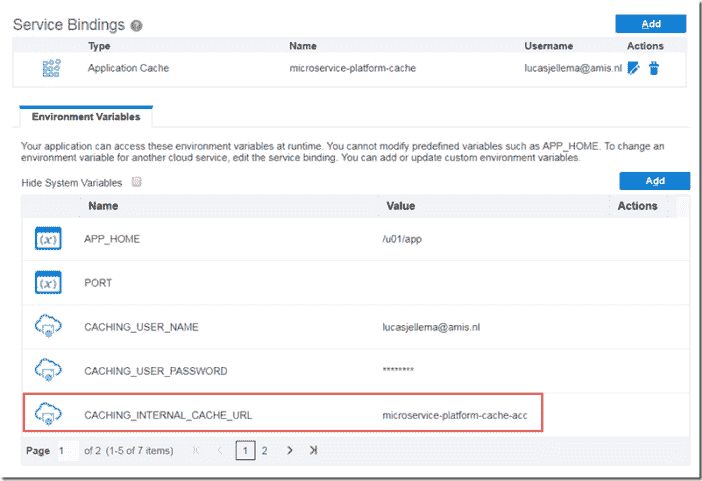 Service Bindings ?
Add
Type Name Username Actions
Application Cache microservice-platform-cache lucasjellema@amis.nl
Environment Variables
Your application can access these environment variables at runtime. You cannot modify predefined variables such as APP_HOME. To change an
environment variable for another cloud service, edit the service binding. You can add or update custom environment variables.
Hide System Variables
Add
Name Value Actions
(x) APP_HOME /u01/app
(x) PORT
CACHING_USER_NAME lucasjellema@amis.nl
CACHING_USER_PASSWORD ********
CACHING_INTERNAL_CACHE_URL microservice-platform-cache-acc
Page 1 of 2 (1-5 of 7 items) 1 2